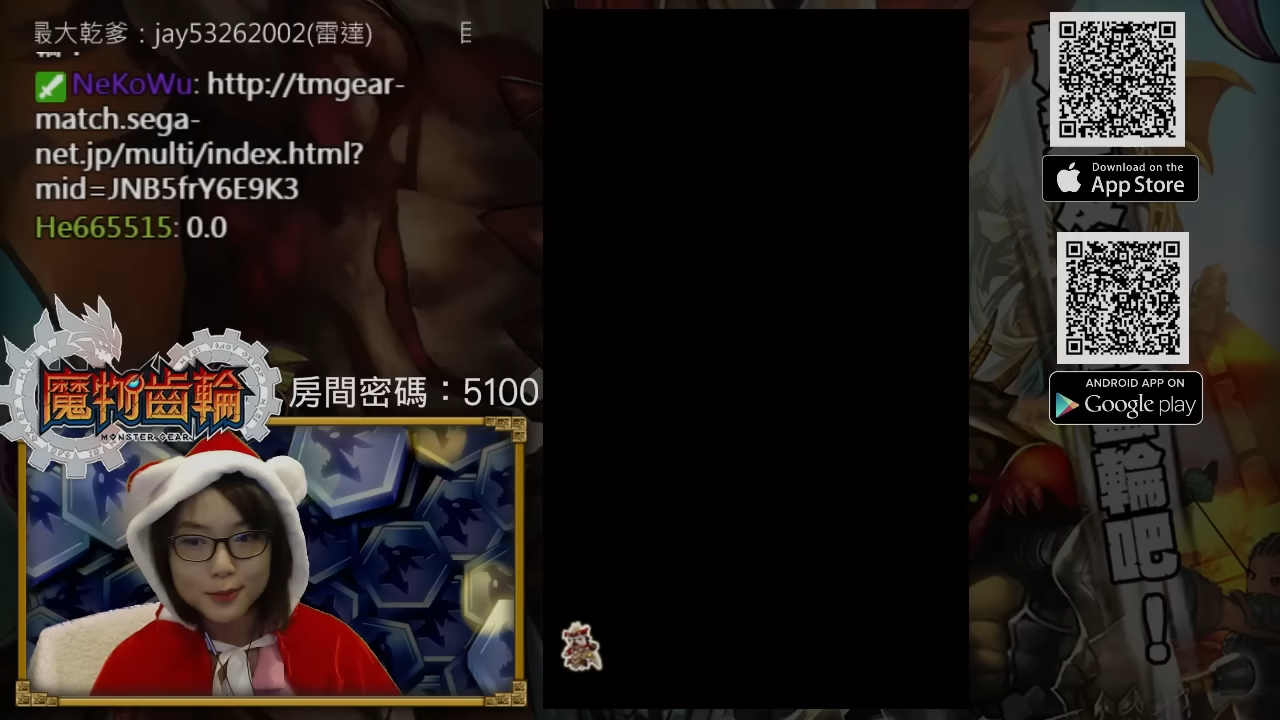 最大乾爹：jay53262002(雷達)
NeKoWu: http://tmgear-
match.sega-
net.jp/multi/index.html?
mid=JNB5frY6E9K3
He665515: 0.0
魔物齒輪
MONSTER GEAR
房間密碼：5100
Download on the
App Store
ANDROID APP ON
Google play
輪吧！